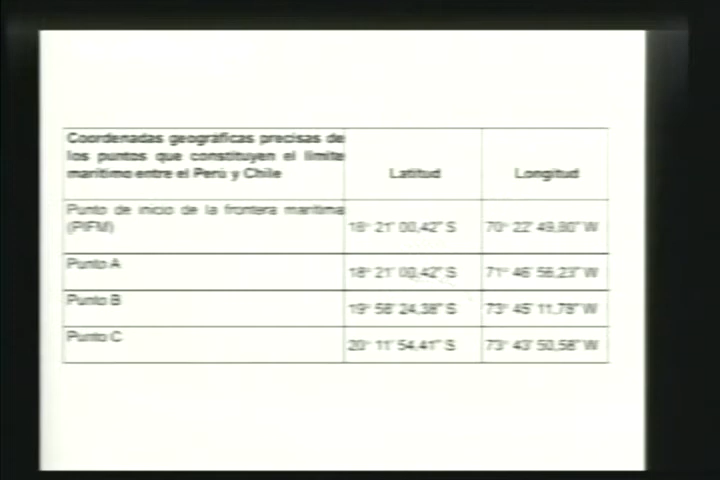 Coordenadas geográficas precisas de
los puntos que constituyen el límite
marítimo entre el Perú y Chile
Latitud
Longitud
Punto de inicio de la frontera marítima
(PIFM)
18° 21' 00,42" S
70° 22' 49,80" W
Punto A
18° 21' 00,42" S
71° 46' 56,23" W
Punto B
19° 58' 24,38" S
73° 45' 11,78" W
Punto C
20° 11' 54,41" S
73° 43' 50,58" W